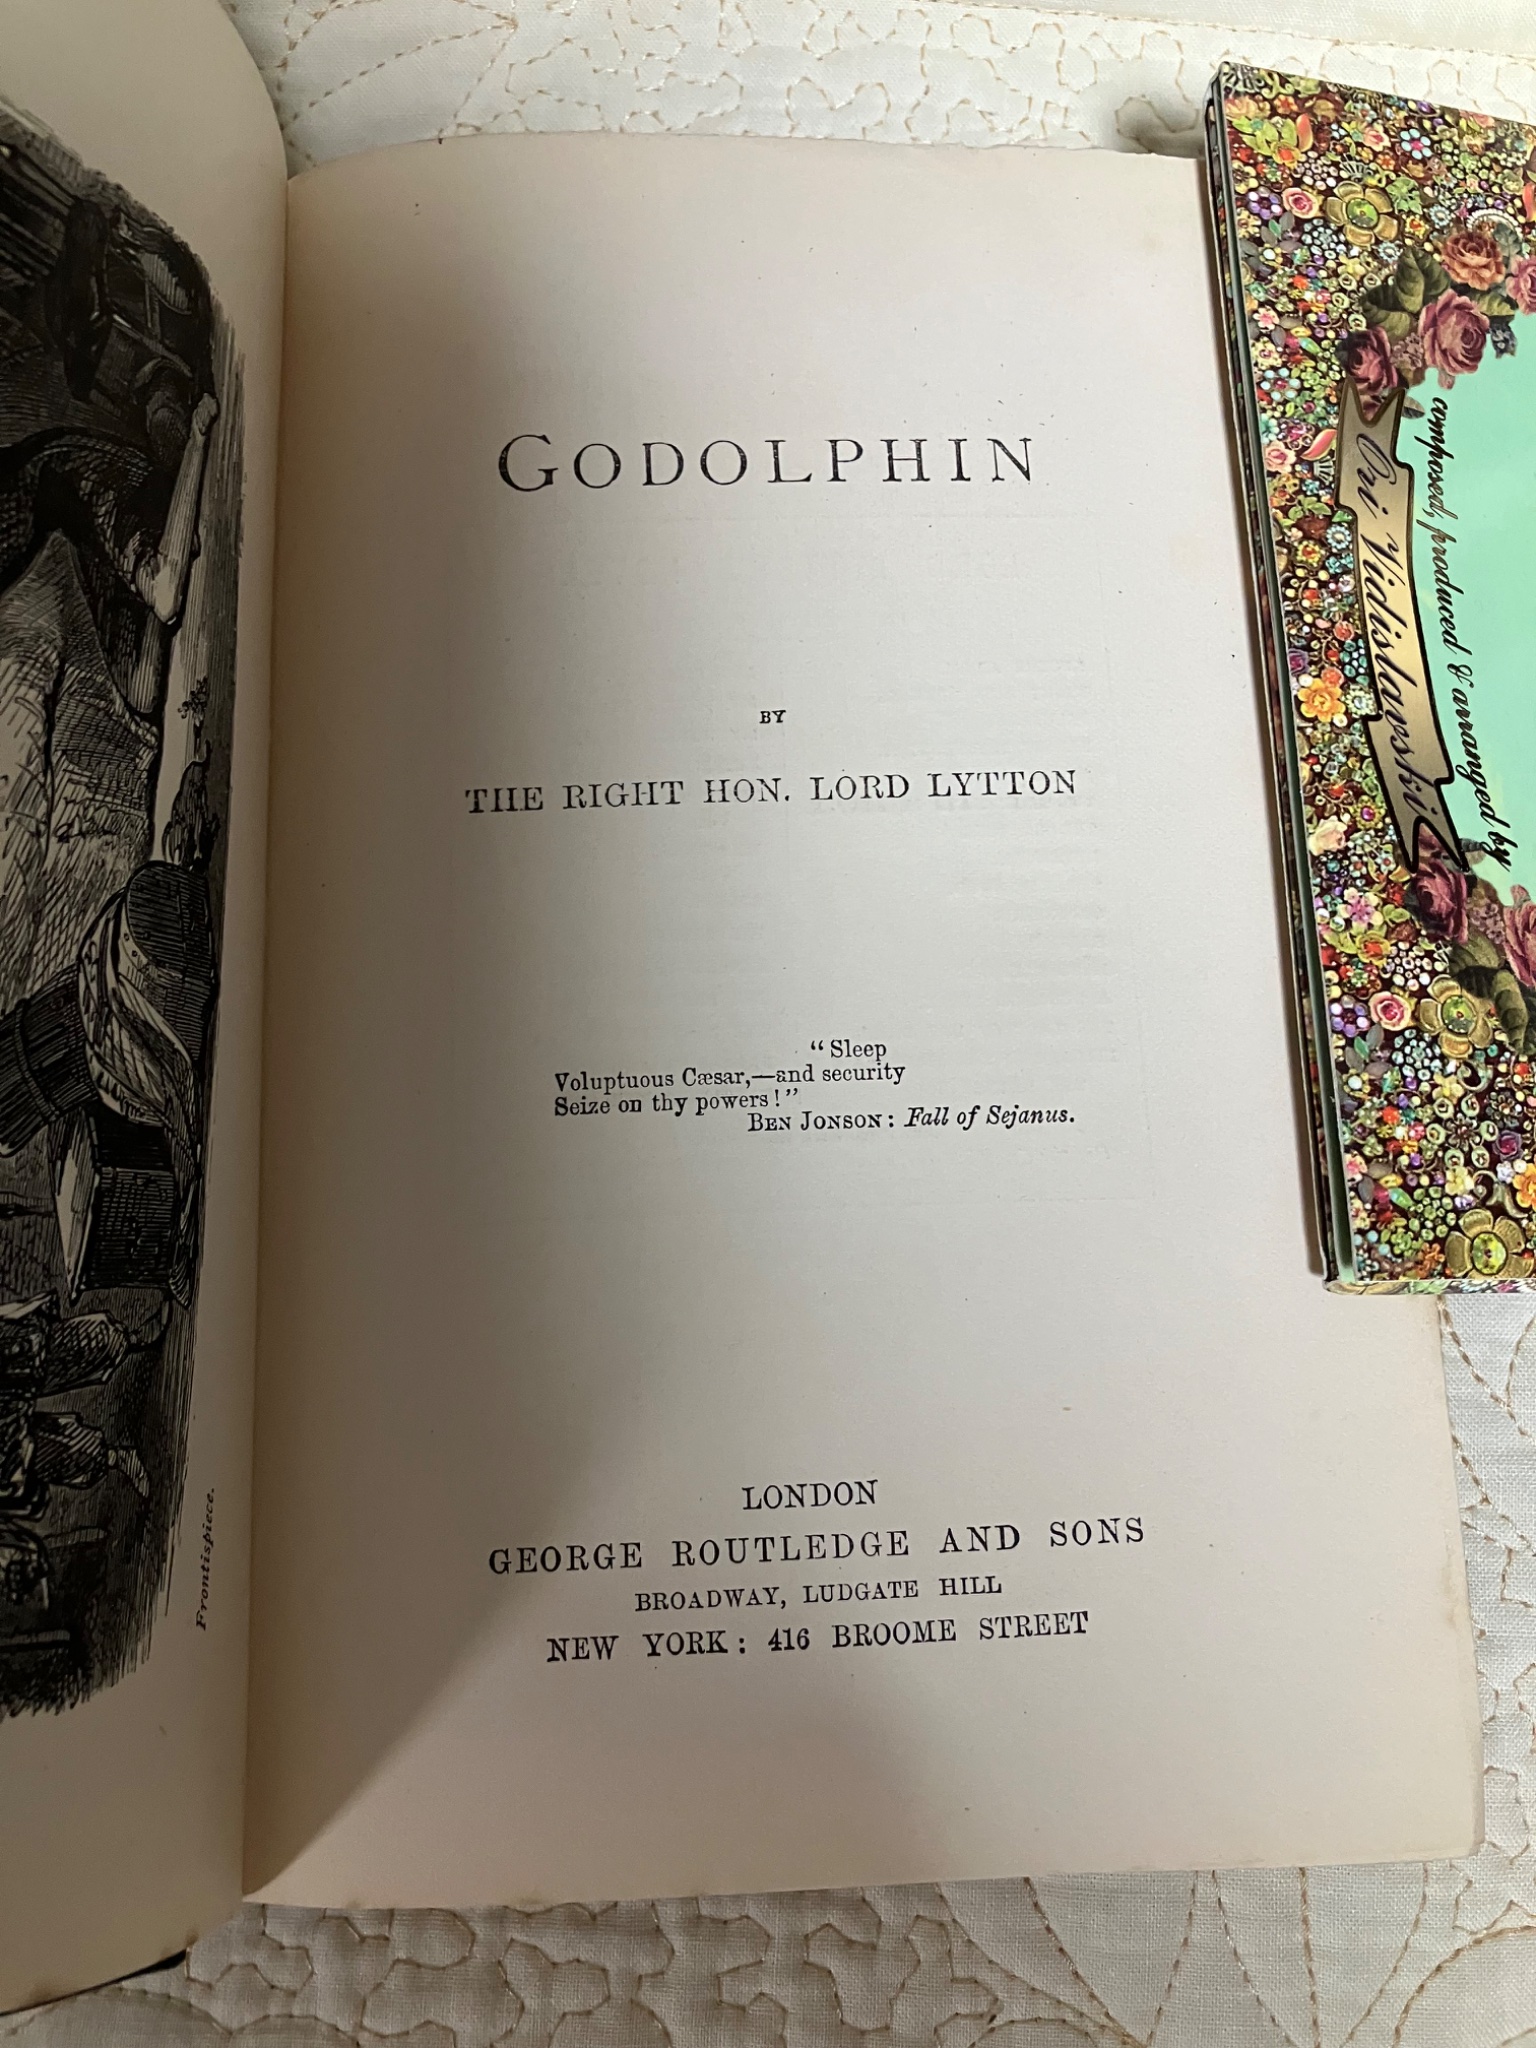 GODOLPHIN
BY
THE RIGHT HON. LORD LYTTON
“Sleep
Voluptuous Cæsar,—and security
Seize on thy powers!”
BEN JONSON: Fall of Sejanus.
LONDON
GEORGE ROUTLEDGE AND SONS
BROADWAY, LUDGATE HILL
NEW YORK: 416 BROOME STREET
Frontispiece.
composed, produced & arranged by
Ori Vidislavski